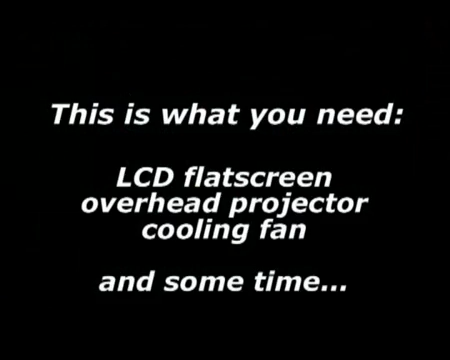 This is what you need:
LCD flatscreen
overhead projector
cooling fan
and some time...